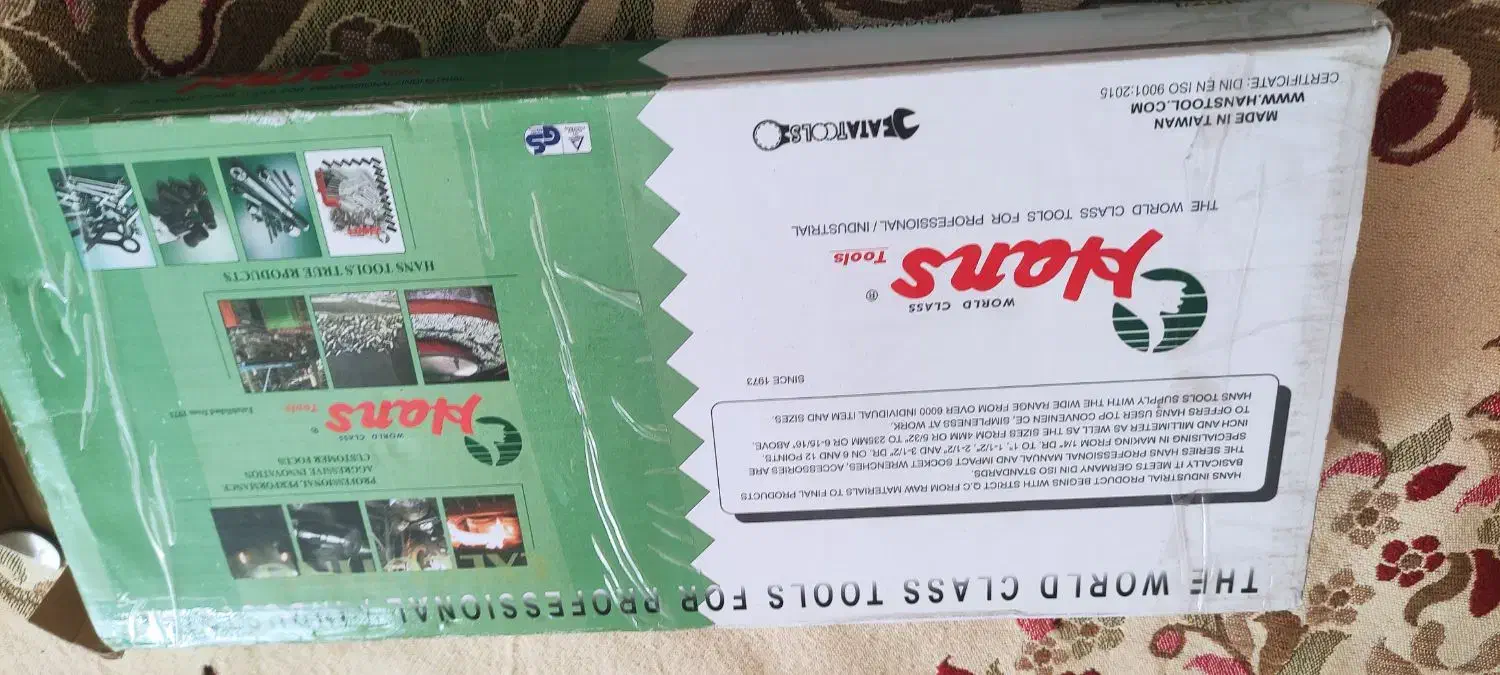 THE WORLD CLASS TOOLS FOR PROFESSIONAL
HANS INDUSTRIAL PRODUCT BEGINS WITH STRICT Q.C FROM RAW MATERIALS TO FINAL PRODUCTS
BASICALLY IT MEETS GERMANY DIN ISO STANDARDS.
THE SERIES HANS PROFESSIONAL MANUAL AND IMPACT SOCKET WRENCHES, ACCESSORIES ARE
SPECIALISING IN MAKING FROM 1/4" DR. TO 1", 1-1/2", 2-1/2" AND 3-1/2" DR. ON 6 AND 12 POINTS.
INCH AND MILLIMETER AS WELL AS THE SIZES FROM 4MM OR 5/32" TO 235MM OR 6-15/16" ABOVE.
TO OFFERS HANS USER TOP CONVENIEN CE, SIMPLENESS AT WORK.
HANS TOOLS SUPPLY WITH THE WIDE RANGE FROM OVER 6000 INDIVIDUAL ITEM AND SIZES.
SINCE 1973
WORLD CLASS
Hans ®
Tools
THE WORLD CLASS TOOLS FOR PROFESSIONAL / INDUSTRIAL
MADE IN TAIWAN
WWW.HANSTOOL.COM
CERTIFICATE: DIN EN ISO 9001:2015
ATATOOLS
PROFESSIONAL PERFORMANCE
AGGRESSIVE INNOVATION
CUSTOMER FOCUS
WORLD CLASS
Hans ®
Tools
Established from 1973
HANS TOOLS TRUE RPODUCTS
Hans
GS